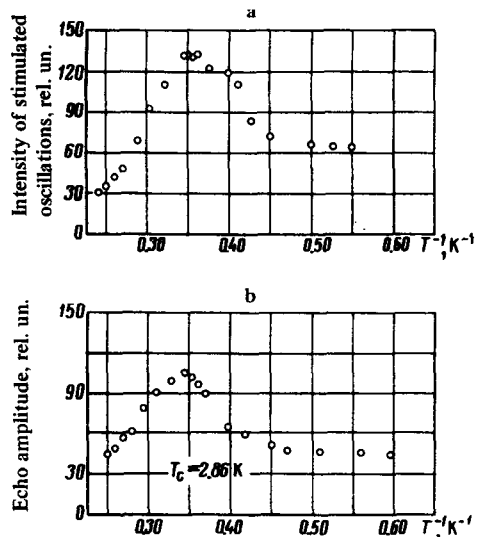 a
Intensity of stimulated
oscillations, rel. un.
150
120
90
60
30
0
0.30
0.40
0.50
0.60
T⁻¹, K⁻¹
b
Echo amplitude, rel. un.
150
90
30
0
T_c = 2.86 K
0.30
0.40
0.50
0.60
T⁻¹, K⁻¹